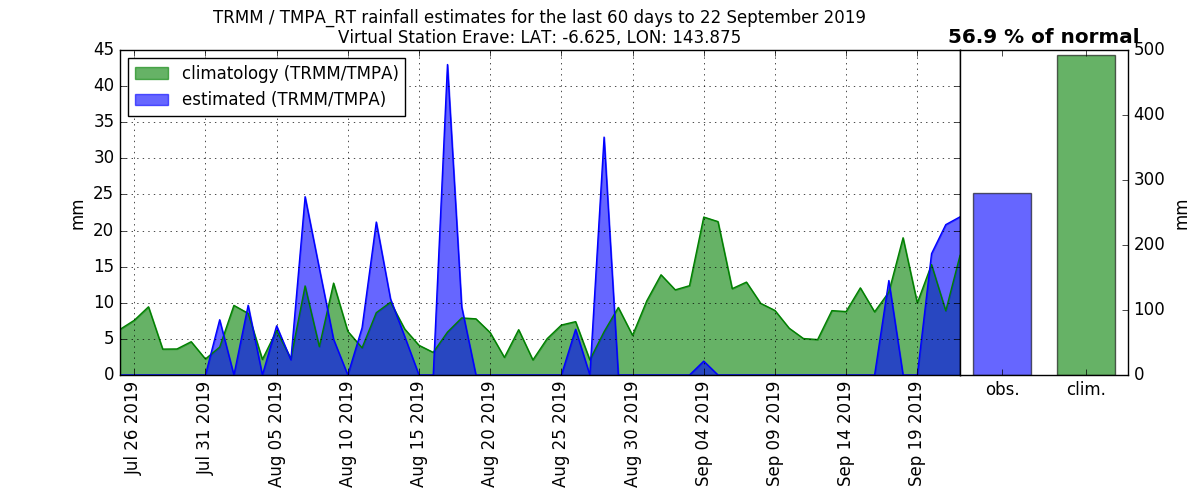 TRMM / TMPA_RT rainfall estimates for the last 60 days to 22 September 2019
Virtual Station Erave: LAT: -6.625, LON: 143.875
56.9 % of normal
climatology (TRMM/TMPA)
estimated (TRMM/TMPA)
mm
45
40
35
30
25
20
15
10
5
0
Jul 26 2019
Jul 31 2019
Aug 05 2019
Aug 10 2019
Aug 15 2019
Aug 20 2019
Aug 25 2019
Aug 30 2019
Sep 04 2019
Sep 09 2019
Sep 14 2019
Sep 19 2019
obs.
clim.
500
400
300
200
100
0
mm